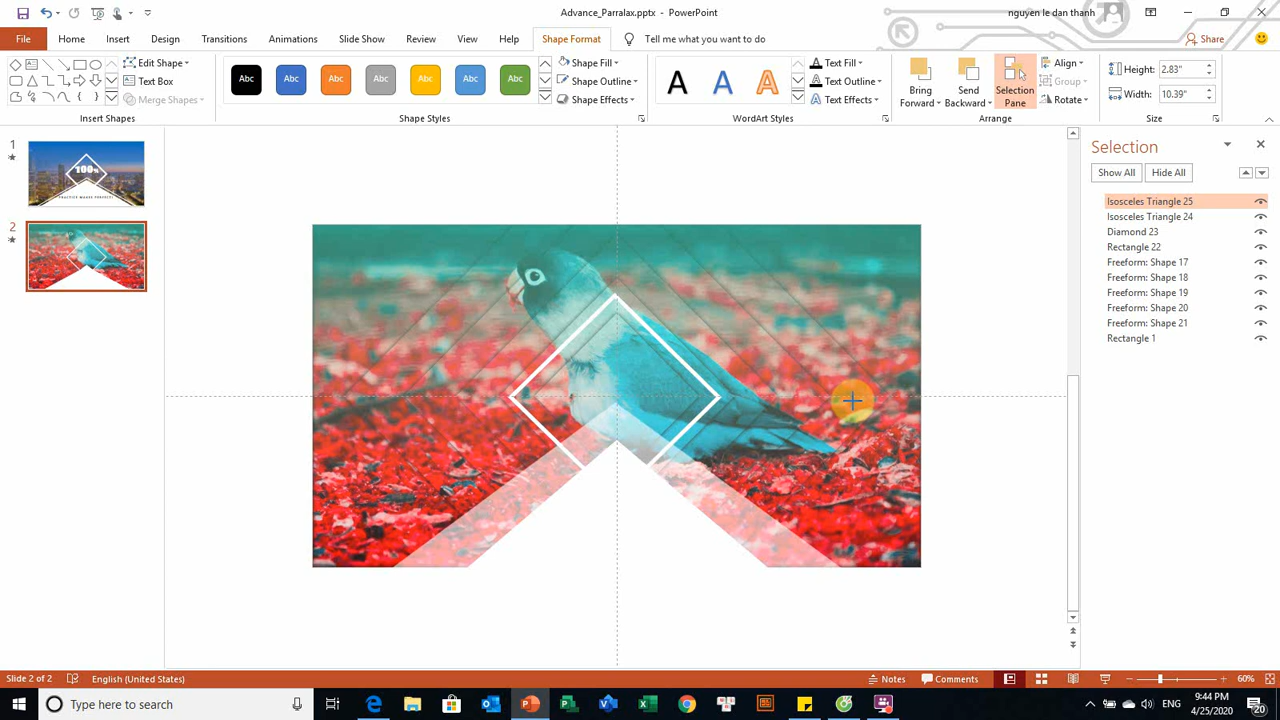 Advance_Parralax.pptx - PowerPoint
nguyen le dan thanh
File
Home
Insert
Design
Transitions
Animations
Slide Show
Review
View
Help
Shape Format
Tell me what you want to do
Share
Edit Shape
Text Box
Merge Shapes
Insert Shapes
Abc
Abc
Abc
Abc
Abc
Abc
Abc
Shape Fill
Shape Outline
Shape Effects
Shape Styles
A
A
A
Text Fill
Text Outline
Text Effects
WordArt Styles
Bring Forward
Send Backward
Selection Pane
Align
Group
Rotate
Arrange
Height: 2.83"
Width: 10.39"
Size
1
100%
PRACTICE MAKES PERFECT!
2
Selection
Show All
Hide All
Isosceles Triangle 25
Isosceles Triangle 24
Diamond 23
Rectangle 22
Freeform: Shape 17
Freeform: Shape 18
Freeform: Shape 19
Freeform: Shape 20
Freeform: Shape 21
Rectangle 1
Slide 2 of 2
English (United States)
Notes
Comments
60%
Type here to search
ENG
9:44 PM
4/25/2020
20